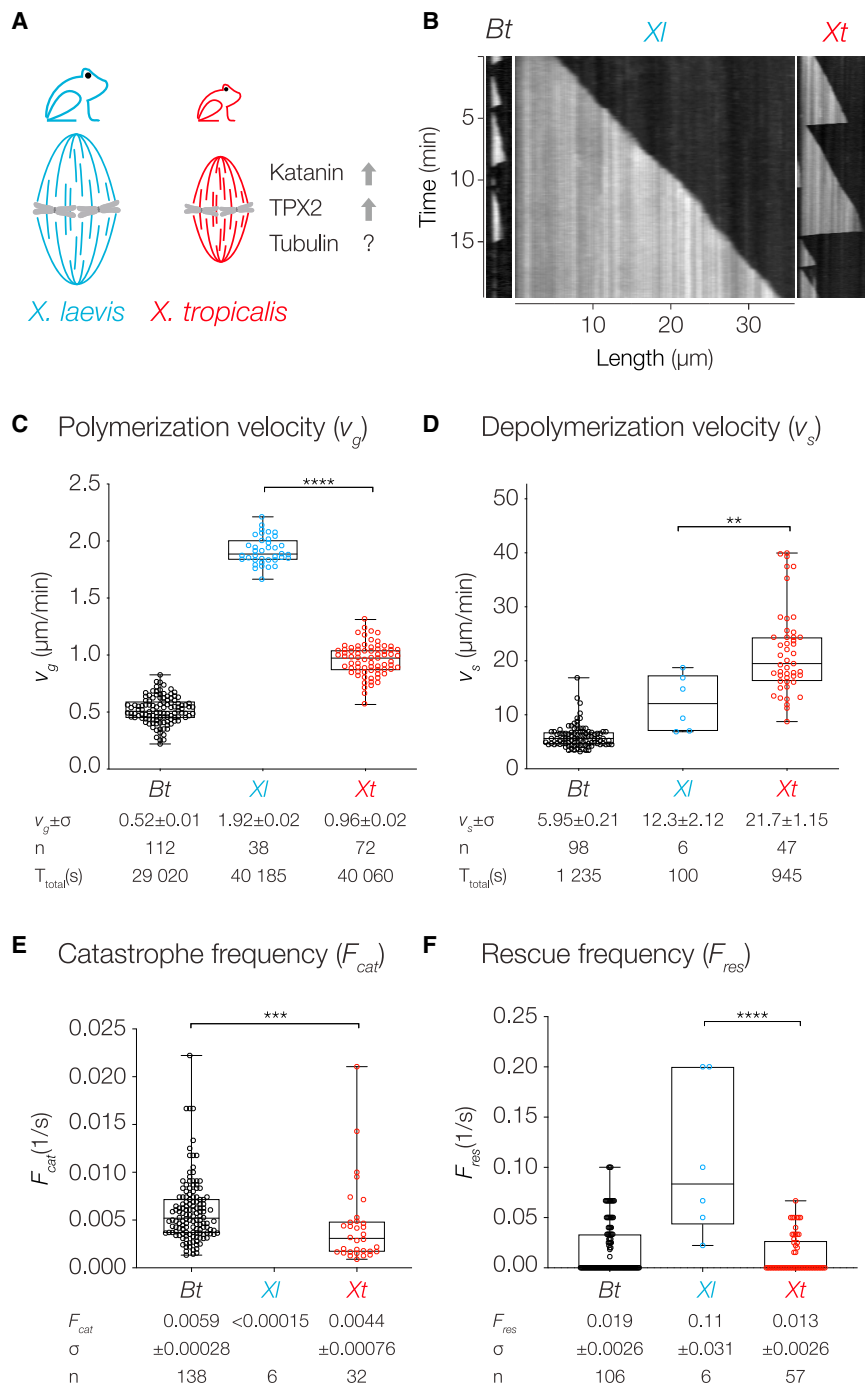 A
Katanin
TPX2
Tubulin ?
X. laevis X. tropicalis
B
Bt Xl Xt
Time (min)
5
10
15
10 20 30
Length (µm)
C Polymerization velocity (vg)
****
2.5
2.0
1.5
1.0
0.5
0.0
vg (µm/min)
Bt Xl Xt
vg±σ 0.52±0.01 1.92±0.02 0.96±0.02
n 112 38 72
Ttotal(s) 29 020 40 185 40 060
D Depolymerization velocity (vs)
**
50
40
30
20
10
0
vs (µm/min)
Bt Xl Xt
vs±σ 5.95±0.21 12.3±2.12 21.7±1.15
n 98 6 47
Ttotal(s) 1 235 100 945
E Catastrophe frequency (Fcat)
***
0.025
0.020
0.015
0.010
0.005
0.000
Fcat(1/s)
Bt Xl Xt
Fcat 0.0059 <0.00015 0.0044
σ ±0.00028 ±0.00076
n 138 6 32
F Rescue frequency (Fres)
****
0.25
0.20
0.15
0.10
0.05
0.00
Fres(1/s)
Bt Xl Xt
Fres 0.019 0.11 0.013
σ ±0.0026 ±0.031 ±0.0026
n 106 6 57